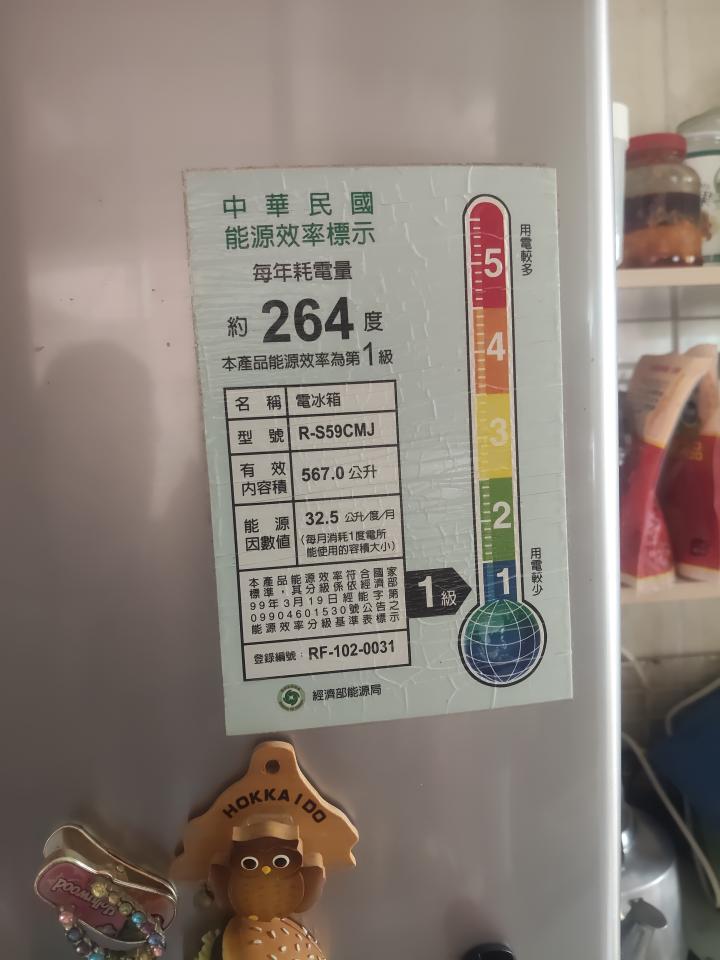 中華民國
能源效率標示
每年耗電量
約 264 度
本產品能源效率為第1級
名稱 電冰箱
型號 R-S59CMJ
有效內容積 567.0 公升
能源因數值 32.5 公升/度/月
(每月消耗1度電所
能使用的容積大小)
本產品能源效率符合國家
標準，其分級係依經濟部
99年3月19日經能字第
09904601530號公告之
能源效率分級基準表標示
登錄編號：RF-102-0031
經濟部能源局
用電較多
5
4
3
2
1
用電較少
1級
HOKKAIDO